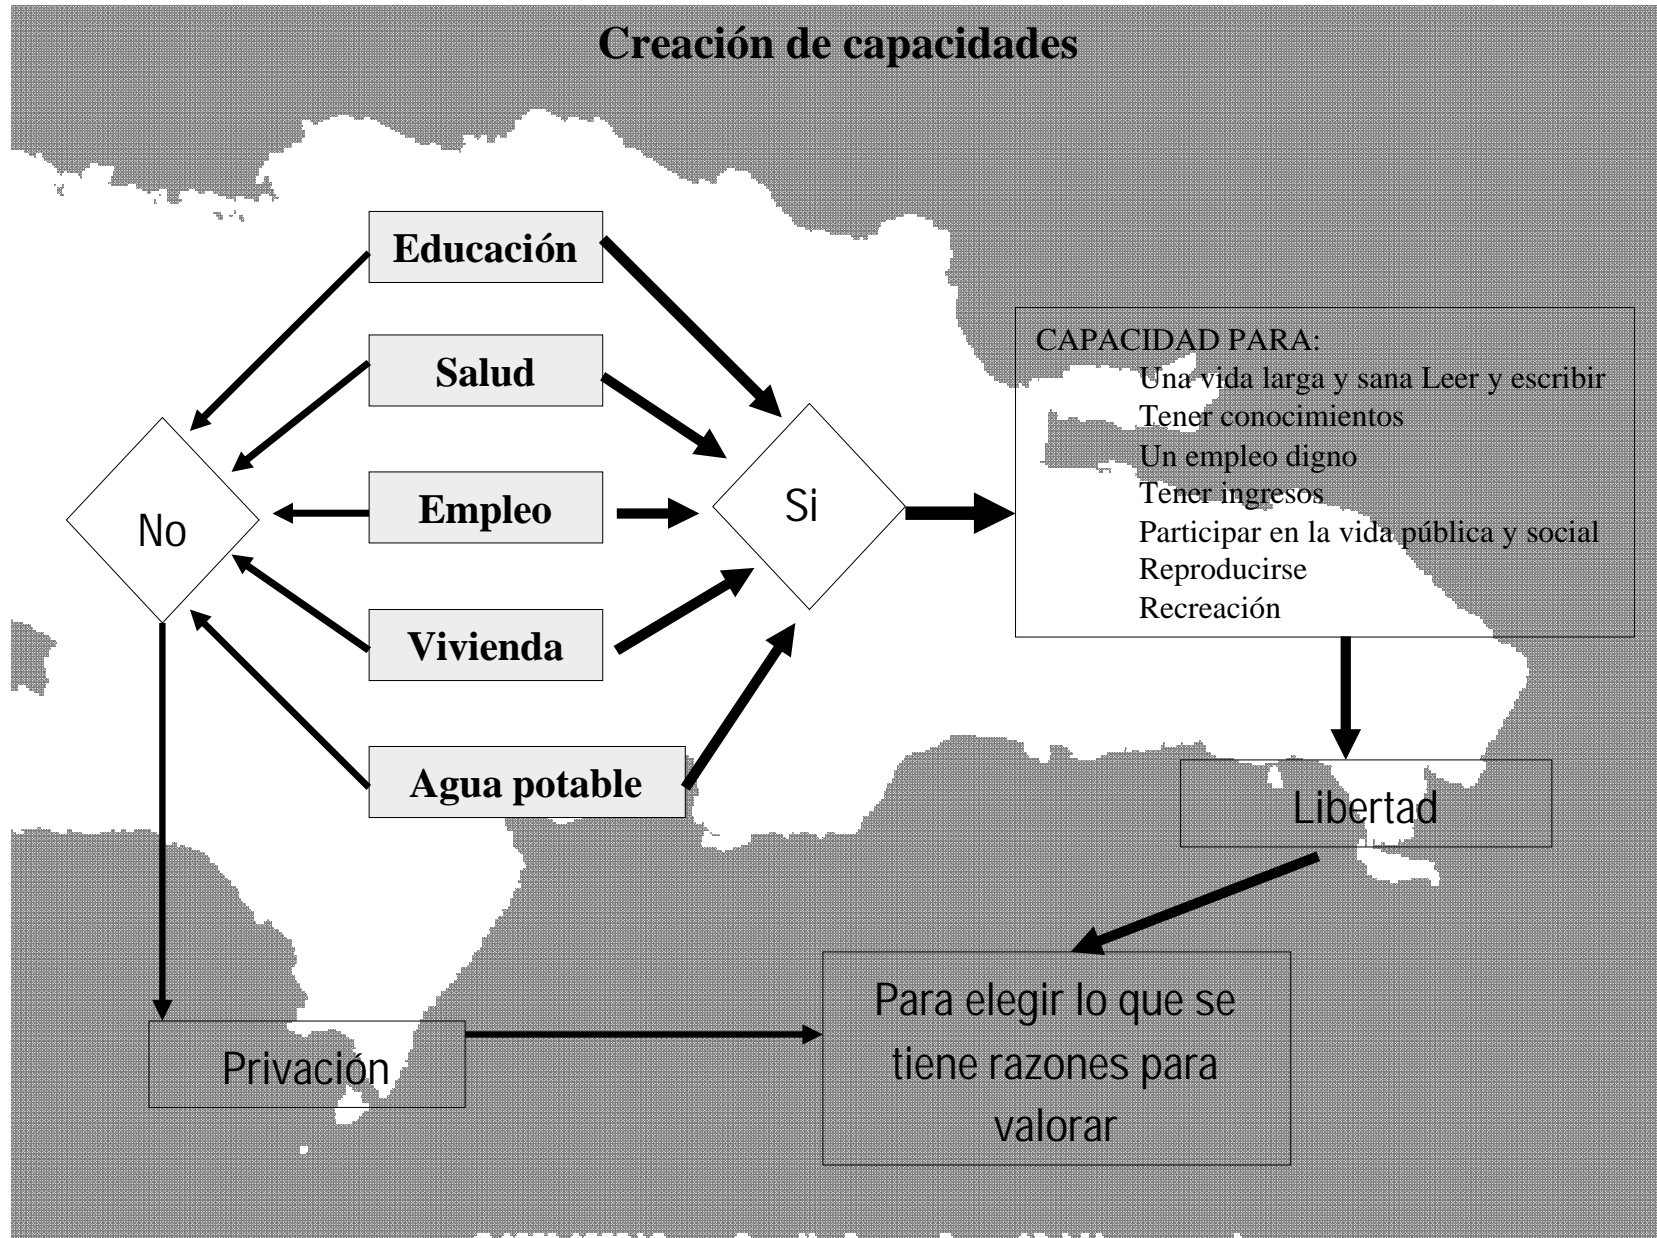 Creación de capacidades
Educación
Salud
Empleo
Vivienda
Agua potable
No
Si
CAPACIDAD PARA:
Una vida larga y sana Leer y escribir
Tener conocimientos
Un empleo digno
Tener ingresos
Participar en la vida pública y social
Reproducirse
Recreación
Libertad
Privación
Para elegir lo que se
tiene razones para
valorar